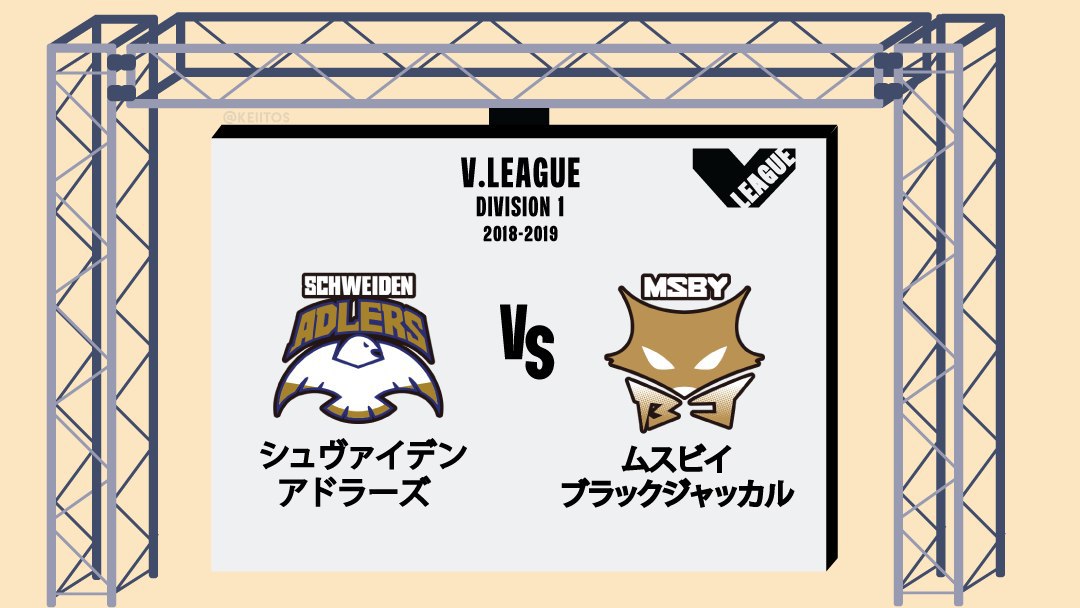 @KEIITOS
V.LEAGUE
DIVISION 1
2018-2019
LEAGUE
SCHWEIDEN
ADLERS
VS
MSBY
BJ
シュヴァイデン
アドラーズ
ムスビイ
ブラックジャッカル